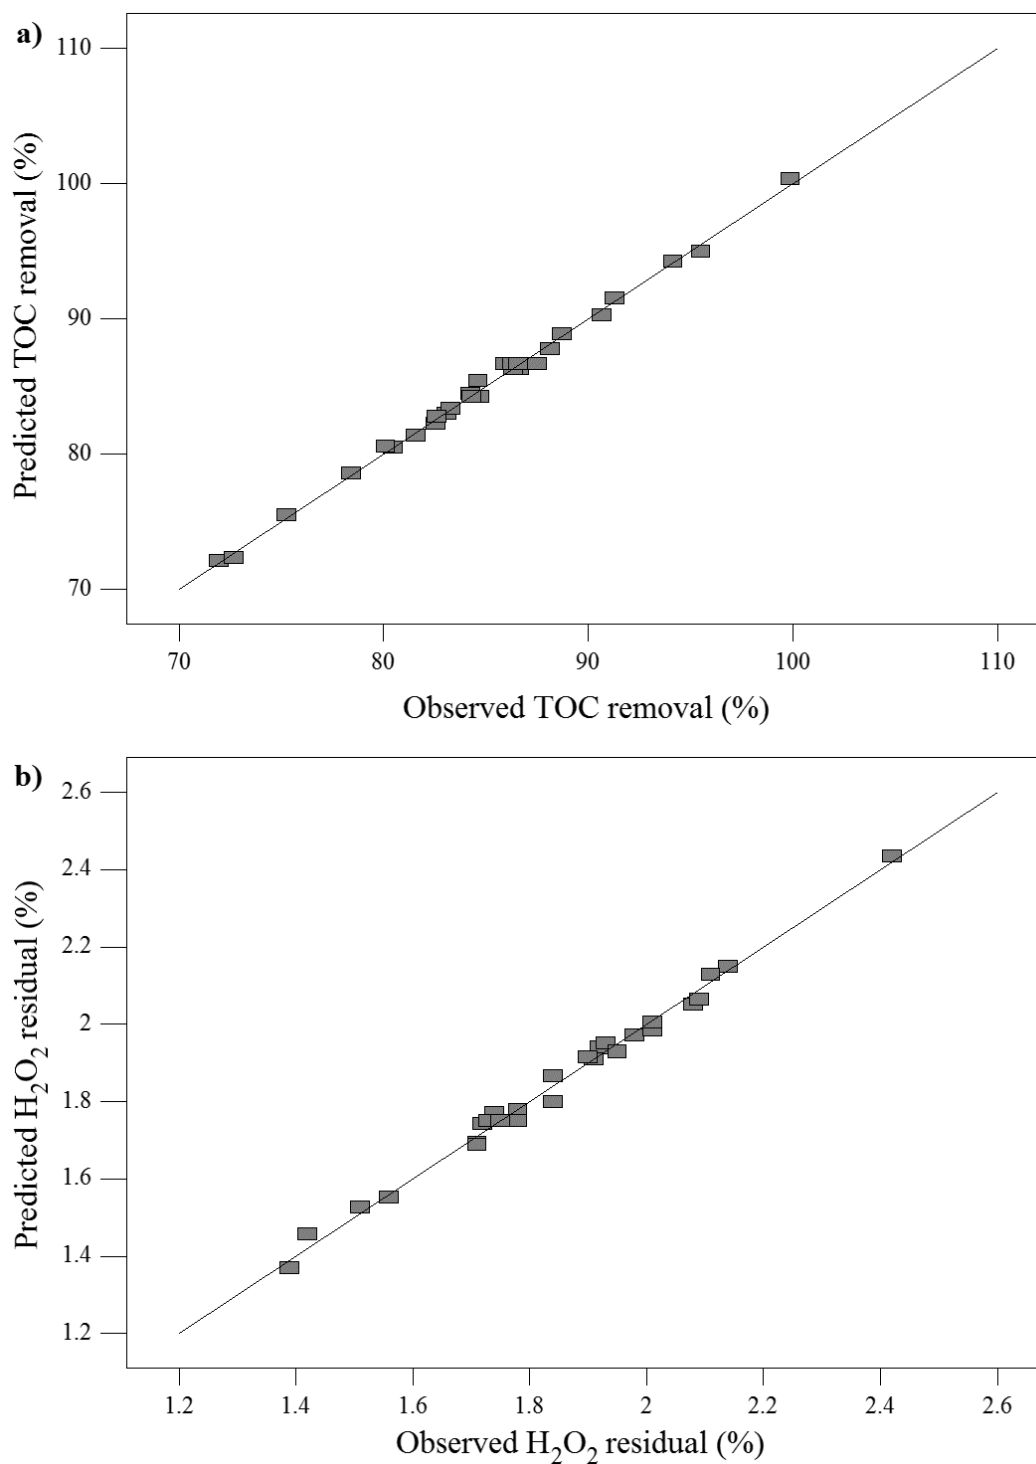 a)
110
100
90
80
70
Predicted TOC removal (%)
70 80 90 100 110
Observed TOC removal (%)
b)
2.6
2.4
2.2
2
1.8
1.6
1.4
1.2
Predicted H₂O₂ residual (%)
1.2 1.4 1.6 1.8 2 2.2 2.4 2.6
Observed H₂O₂ residual (%)